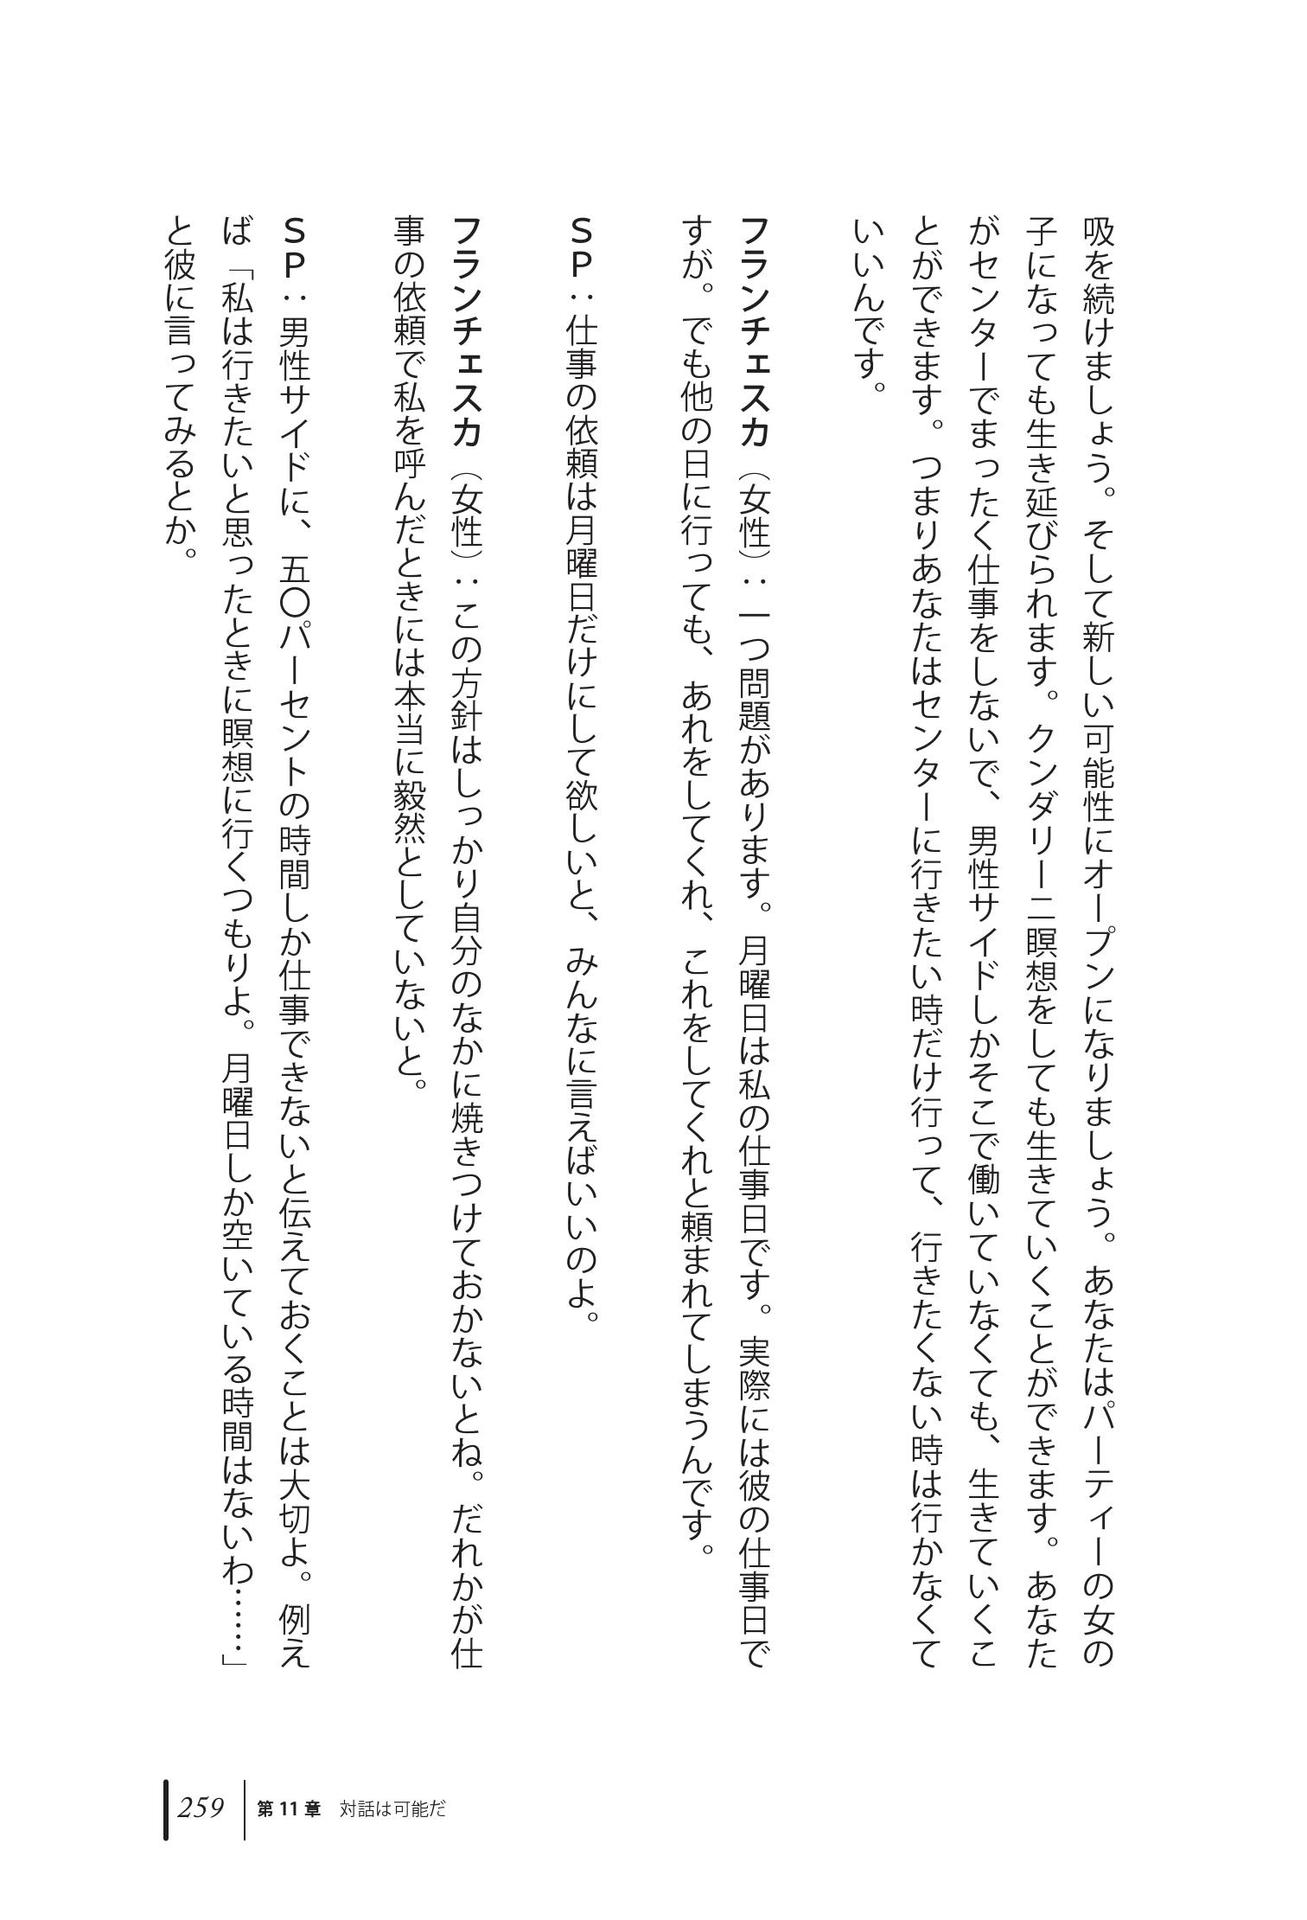 吸を続けましょう。そして新しい可能性にオープンになりましょう。あなたはパーティーの女の
子になっても生き延びられます。クンダリーニ瞑想をしても生きていくことができます。あなた
がセンターでまったく仕事をしないで、男性サイドしかそこで働いていなくても、生きていくこ
とができます。つまりあなたはセンターに行きたい時だけ行って、行きたくない時は行かなくて
いいんです。
フランチェスカ（女性）：一つ問題があります。月曜日は私の仕事日です。実際には彼の仕事日で
すが。でも他の日に行っても、あれをしてくれ、これをしてくれと頼まれてしまうんです。
ＳＰ：仕事の依頼は月曜日だけにして欲しいと、みんなに言えばいいのよ。
フランチェスカ（女性）：この方針はしっかり自分のなかに焼きつけておかないとね。だれかが仕
事の依頼で私を呼んだときには本当に毅然としていないと。
ＳＰ：男性サイドに、五〇パーセントの時間しか仕事できないと伝えておくことは大切よ。例え
ば「私は行きたいと思ったときに瞑想に行くつもりよ。月曜日しか空いている時間はないわ……」
と彼に言ってみるとか。
259 第11章 対話は可能だ